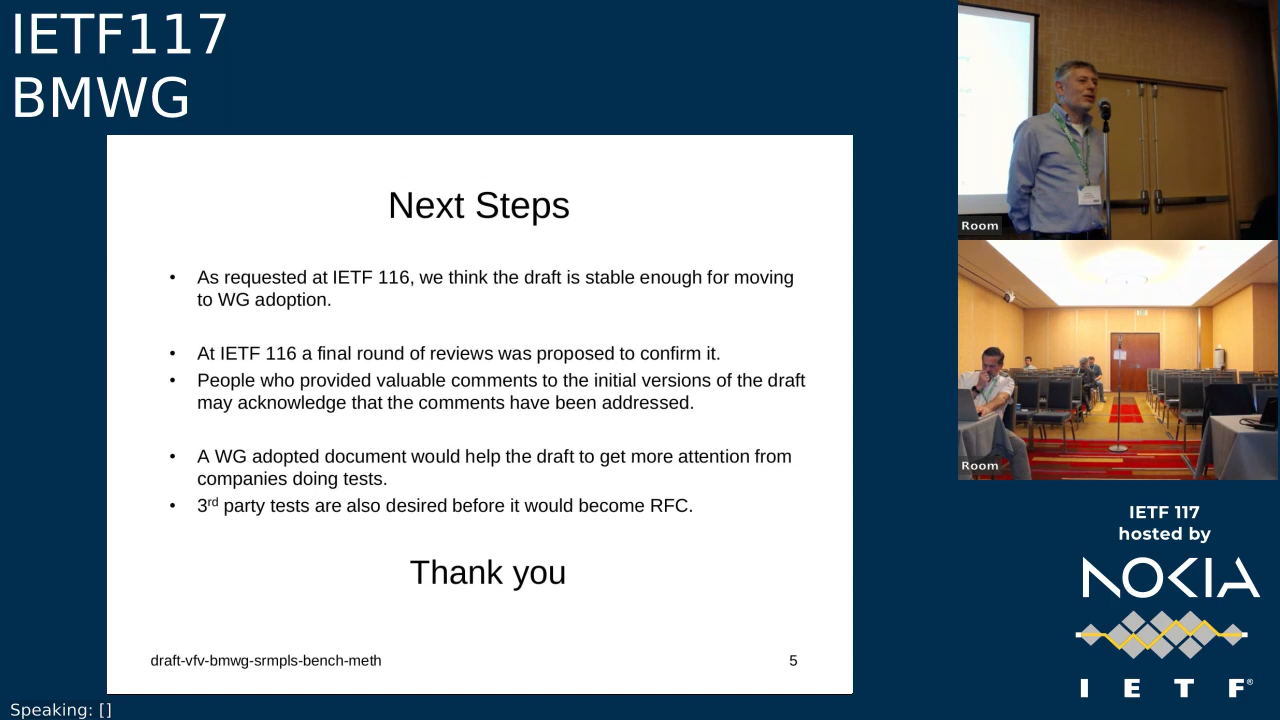 IETF117
BMWG
Next Steps
• As requested at IETF 116, we think the draft is stable enough for moving
to WG adoption.
• At IETF 116 a final round of reviews was proposed to confirm it.
• People who provided valuable comments to the initial versions of the draft
may acknowledge that the comments have been addressed.
• A WG adopted document would help the draft to get more attention from
companies doing tests.
• 3rd party tests are also desired before it would become RFC.
Thank you
draft-vfv-bmwg-srmpls-bench-meth
5
Room
Room
IETF 117
hosted by
NOKIA
I E T F®
Speaking: []